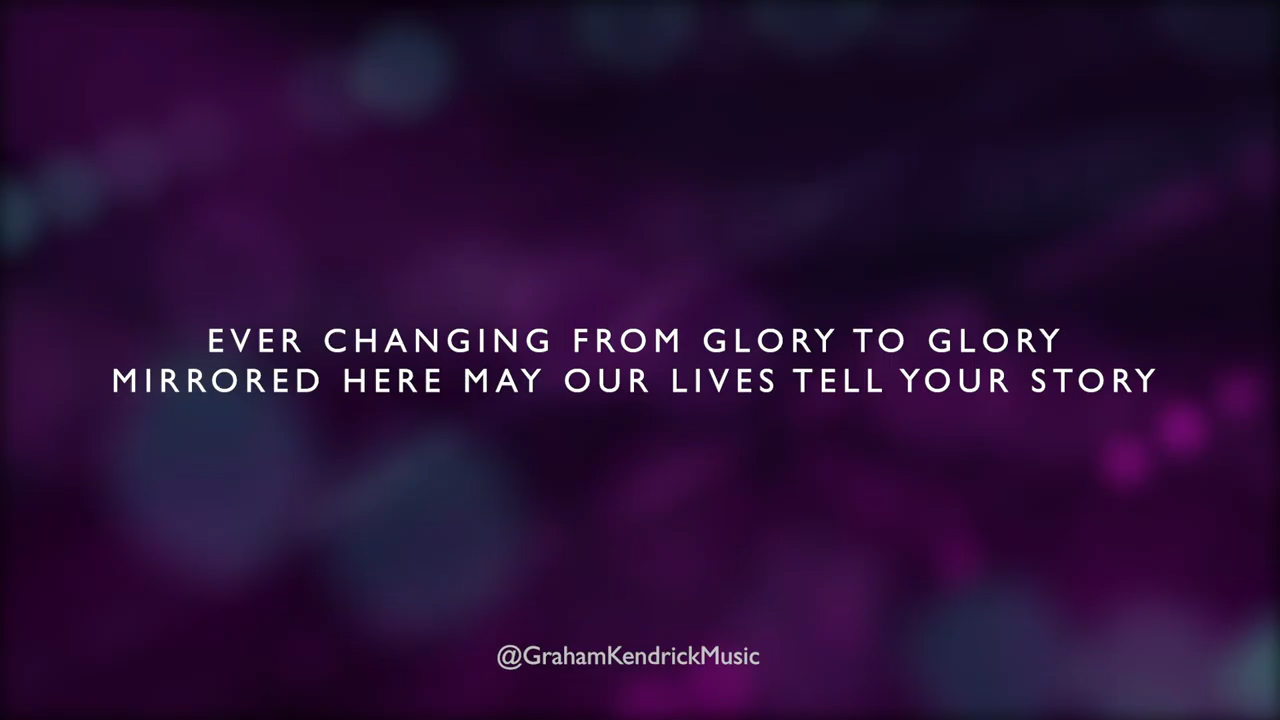 EVER CHANGING FROM GLORY TO GLORY
MIRRORED HERE MAY OUR LIVES TELL YOUR STORY
@GrahamKendrickMusic